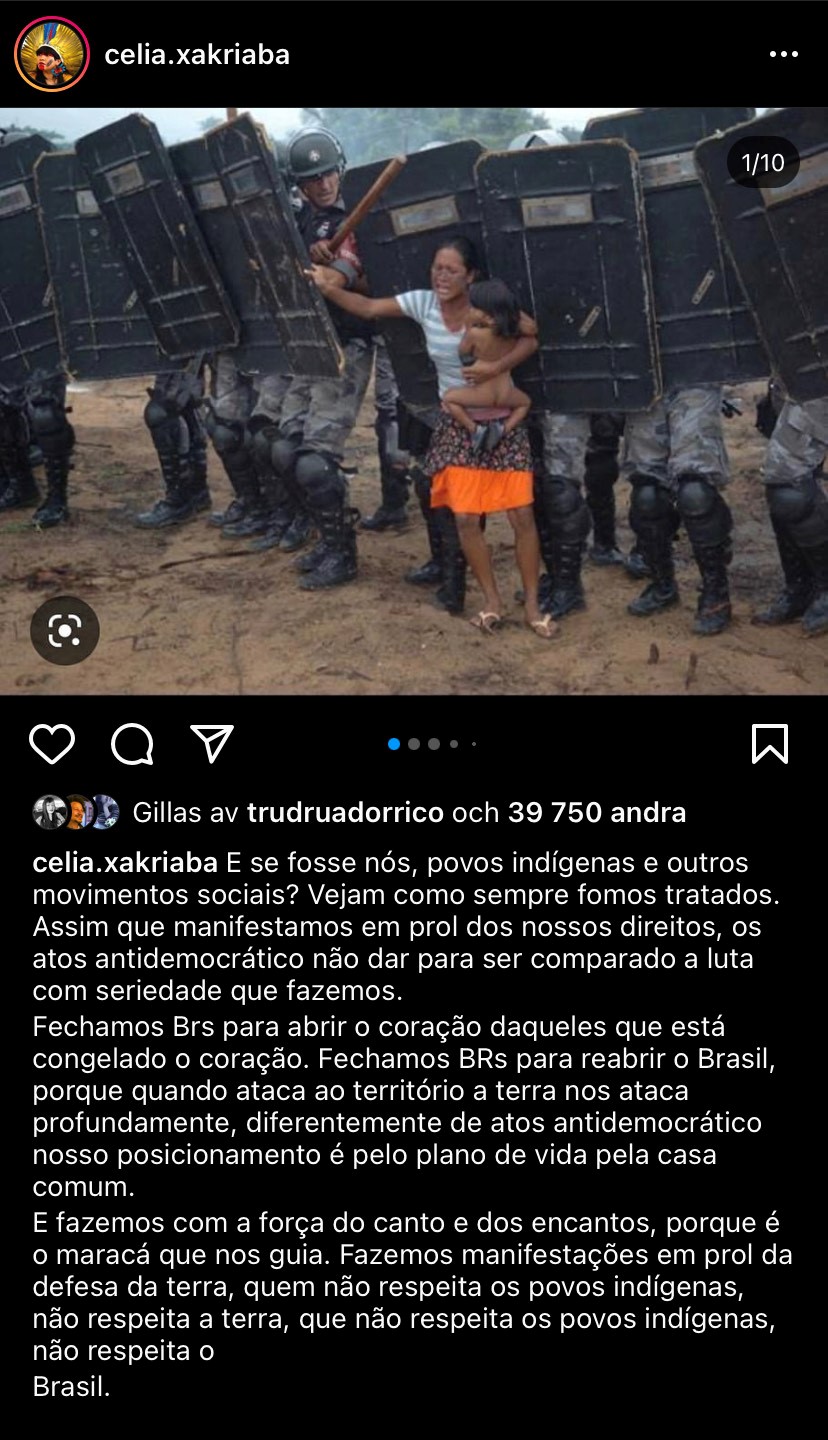 celia.xakriaba
1/10
Gillas av trudruadorrico och 39 750 andra
celia.xakriaba E se fosse nós, povos indígenas e outros
movimentos sociais? Vejam como sempre fomos tratados.
Assim que manifestamos em prol dos nossos direitos, os
atos antidemocrático não dar para ser comparado a luta
com seriedade que fazemos.
Fechamos Brs para abrir o coração daqueles que está
congelado o coração. Fechamos BRs para reabrir o Brasil,
porque quando ataca ao território a terra nos ataca
profundamente, diferentemente de atos antidemocrático
nosso posicionamento é pelo plano de vida pela casa
comum.
E fazemos com a força do canto e dos encantos, porque é
o maracá que nos guia. Fazemos manifestações em prol da
defesa da terra, quem não respeita os povos indígenas,
não respeita a terra, que não respeita os povos indígenas,
não respeita o
Brasil.